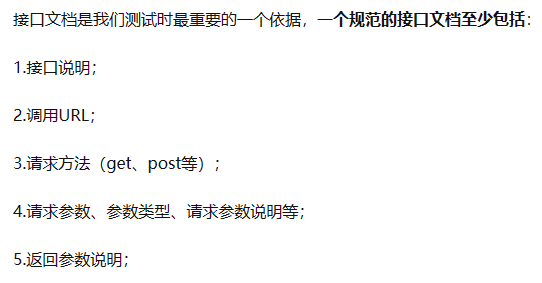 接口文档是我们测试时最重要的一个依据，一个规范的接口文档至少包括：
1.接口说明；
2.调用URL；
3.请求方法（get、post等）；
4.请求参数、参数类型、请求参数说明等；
5.返回参数说明；